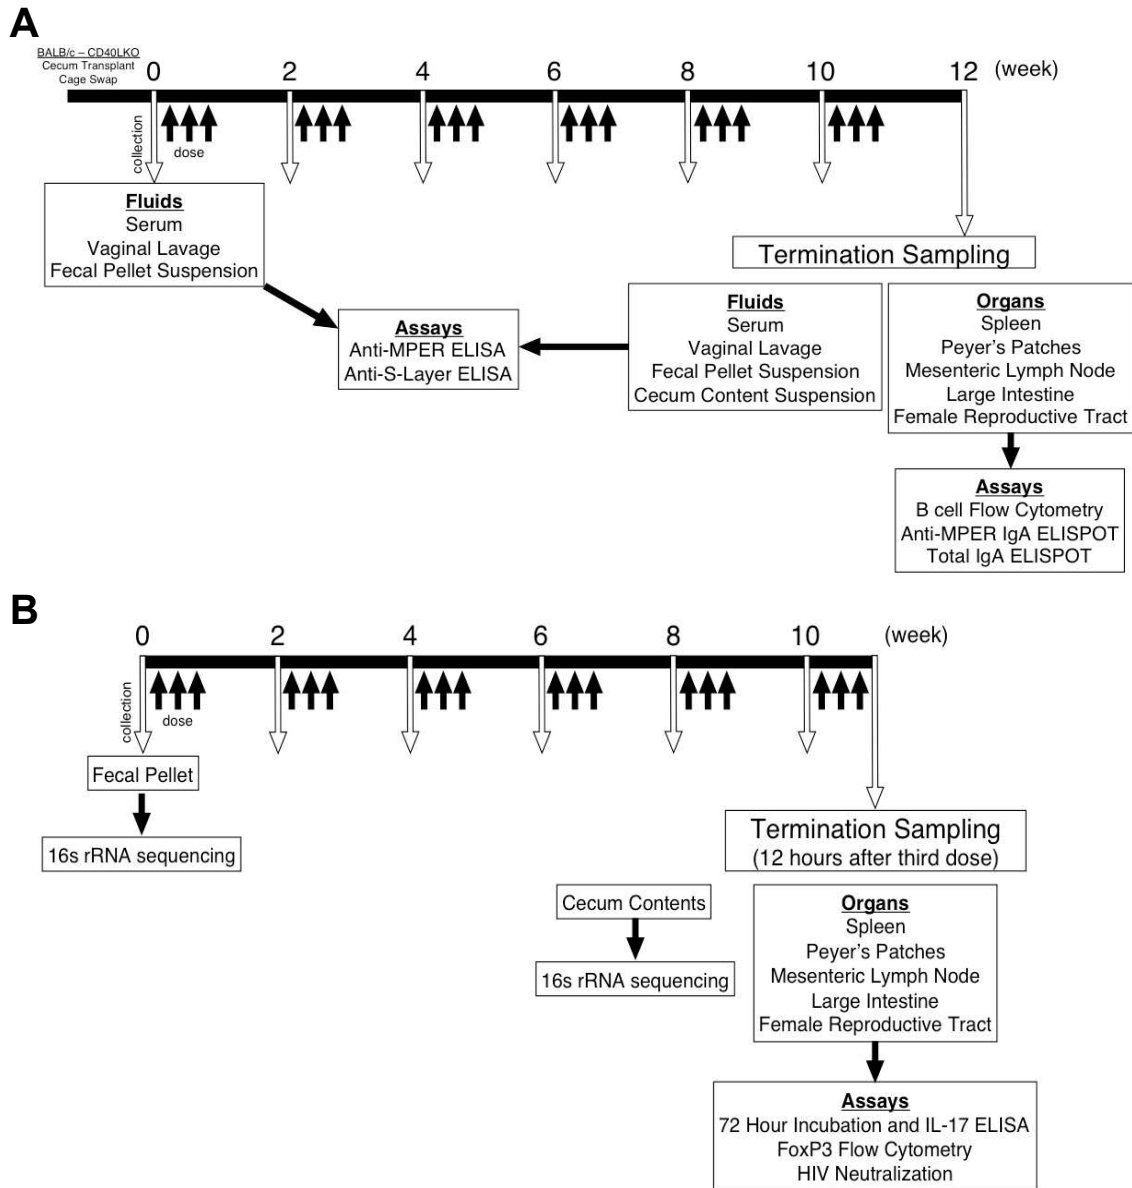 A
BALB/c – CD40LKO
Cecum Transplant
Cage Swap
0 2 4 6 8 10 12 (week)
collection
dose
Fluids
Serum
Vaginal Lavage
Fecal Pellet Suspension
Termination Sampling
Assays
Anti-MPER ELISA
Anti-S-Layer ELISA
Fluids
Serum
Vaginal Lavage
Fecal Pellet Suspension
Cecum Content Suspension
Organs
Spleen
Peyer's Patches
Mesenteric Lymph Node
Large Intestine
Female Reproductive Tract
Assays
B cell Flow Cytometry
Anti-MPER IgA ELISPOT
Total IgA ELISPOT
B
0 2 4 6 8 10 (week)
collection
dose
Fecal Pellet
16s rRNA sequencing
Termination Sampling
(12 hours after third dose)
Cecum Contents
16s rRNA sequencing
Organs
Spleen
Peyer's Patches
Mesenteric Lymph Node
Large Intestine
Female Reproductive Tract
Assays
72 Hour Incubation and IL-17 ELISA
FoxP3 Flow Cytometry
HIV Neutralization